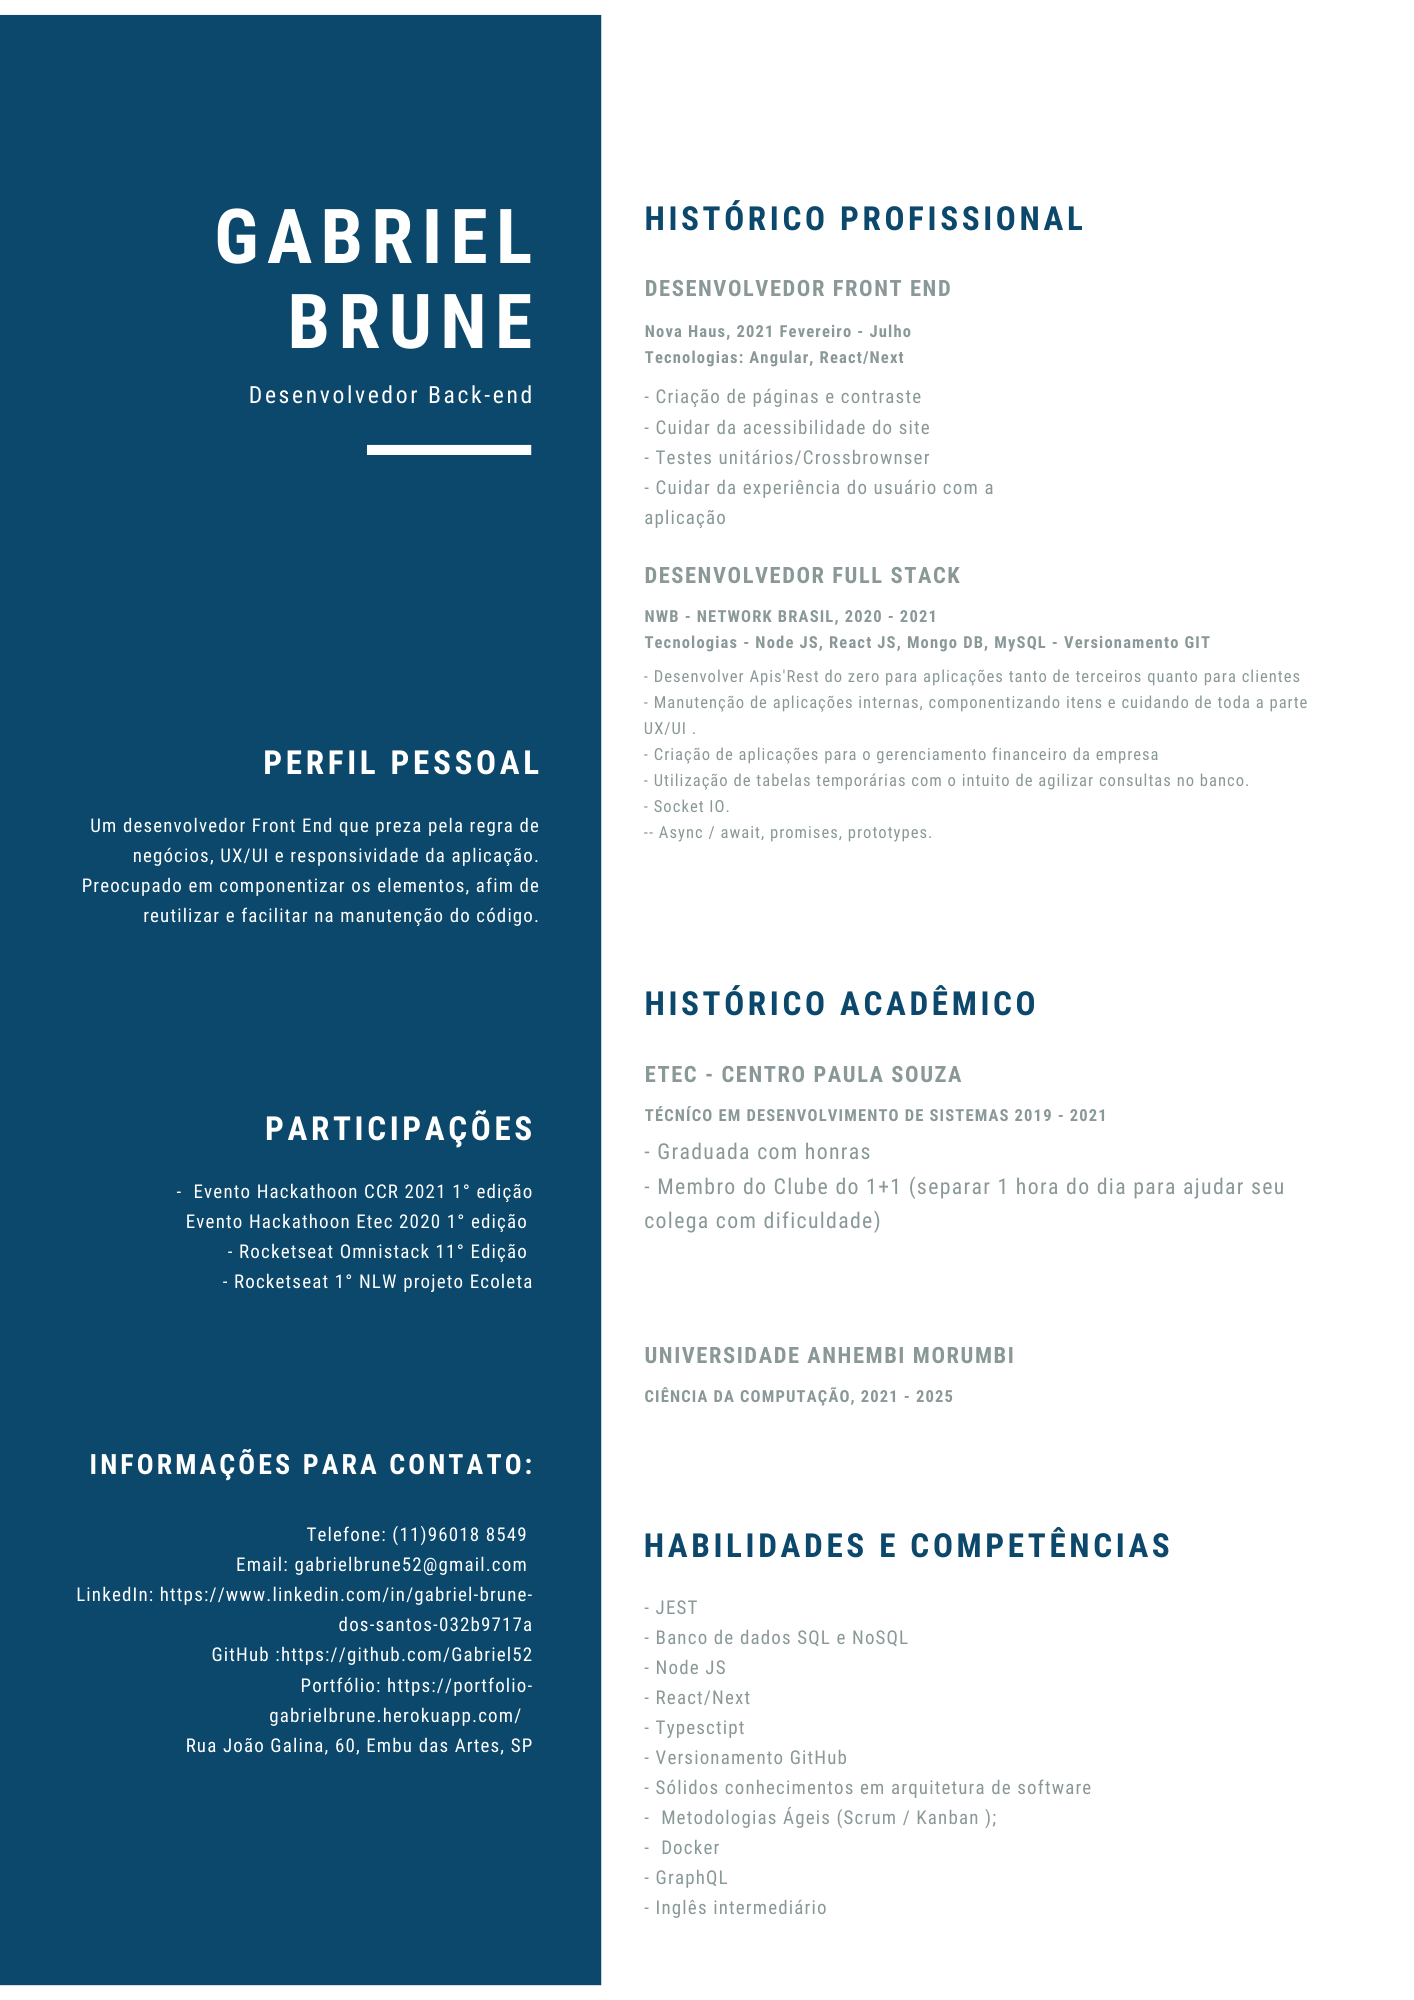 GABRIEL
BRUNE
Desenvolvedor Back-end
PERFIL PESSOAL
Um desenvolvedor Front End que preza pela regra de
negócios, UX/UI e responsividade da aplicação.
Preocupado em componentizar os elementos, afim de
reutilizar e facilitar na manutenção do código.
PARTICIPAÇÕES
-  Evento Hackathoon CCR 2021 1° edição
Evento Hackathoon Etec 2020 1° edição
- Rocketseat Omnistack 11° Edição
- Rocketseat 1° NLW projeto Ecoleta
INFORMAÇÕES PARA CONTATO:
Telefone: (11)96018 8549
Email: gabrielbrune52@gmail.com
LinkedIn: https://www.linkedin.com/in/gabriel-brune-
dos-santos-032b9717a
GitHub :https://github.com/Gabriel52
Portfólio: https://portfolio-
gabrielbrune.herokuapp.com/
Rua João Galina, 60, Embu das Artes, SP
HISTÓRICO PROFISSIONAL
DESENVOLVEDOR FRONT END
Nova Haus, 2021 Fevereiro - Julho
Tecnologias: Angular, React/Next
- Criação de páginas e contraste
- Cuidar da acessibilidade do site
- Testes unitários/Crossbrownser
- Cuidar da experiência do usuário com a
aplicação
DESENVOLVEDOR FULL STACK
NWB - NETWORK BRASIL, 2020 - 2021
Tecnologias - Node JS, React JS, Mongo DB, MySQL - Versionamento GIT
- Desenvolver Apis'Rest do zero para aplicações tanto de terceiros quanto para clientes
- Manutenção de aplicações internas, componentizando itens e cuidando de toda a parte
UX/UI .
- Criação de aplicações para o gerenciamento financeiro da empresa
- Utilização de tabelas temporárias com o intuito de agilizar consultas no banco.
- Socket IO.
-- Async / await, promises, prototypes.
HISTÓRICO ACADÊMICO
ETEC - CENTRO PAULA SOUZA
TÉCNÍCO EM DESENVOLVIMENTO DE SISTEMAS 2019 - 2021
- Graduada com honras
- Membro do Clube do 1+1 (separar 1 hora do dia para ajudar seu
colega com dificuldade)
UNIVERSIDADE ANHEMBI MORUMBI
CIÊNCIA DA COMPUTAÇÃO, 2021 - 2025
HABILIDADES E COMPETÊNCIAS
- JEST
- Banco de dados SQL e NoSQL
- Node JS
- React/Next
- Typesctipt
- Versionamento GitHub
- Sólidos conhecimentos em arquitetura de software
-  Metodologias Ágeis (Scrum / Kanban );
-  Docker
- GraphQL
- Inglês intermediário